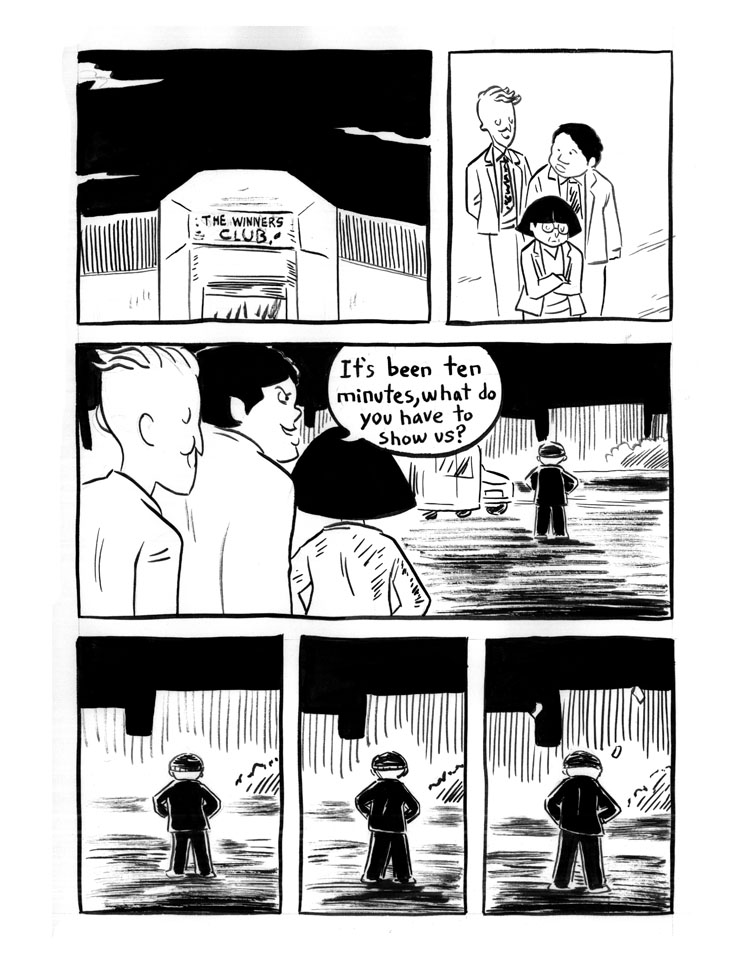 THE WINNERS
CLUB.
It's been ten
minutes, what do
you have to
show us?